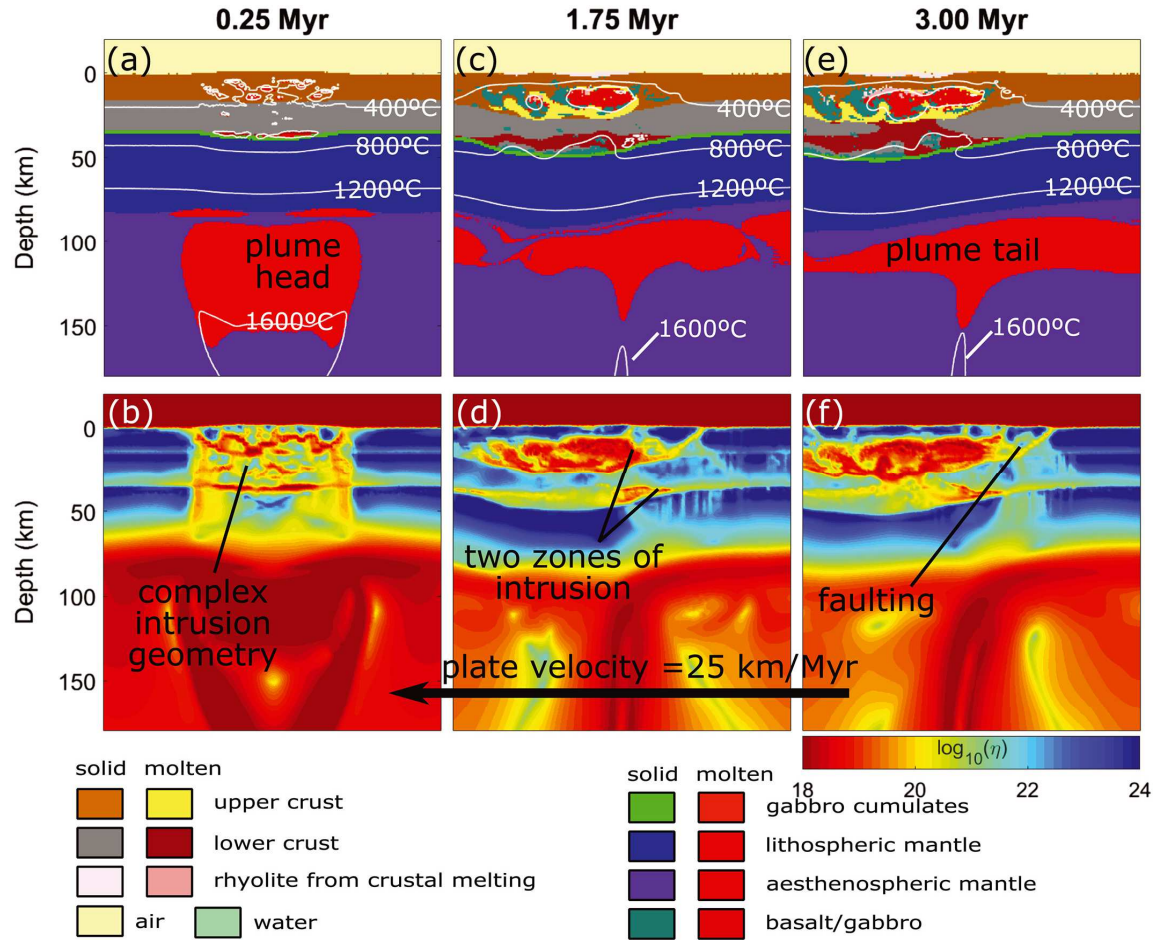 0.25 Myr 1.75 Myr 3.00 Myr
(a) (c) (e)
Depth (km)
0
50
100
150
400ºC 400ºC
800ºC 800ºC 800ºC
1200ºC 1200ºC 1200ºC
400ºC
plume
head
1600ºC
1600ºC
plume tail
1600ºC
(b) (d) (f)
Depth (km)
0
50
100
150
complex
intrusion
geometry
two zones of
intrusion
faulting
plate velocity =25 km/Myr
log10(η)
18 20 22 24
solid molten
upper crust
lower crust
rhyolite from crustal melting
air water
solid molten
gabbro cumulates
lithospheric mantle
aesthenospheric mantle
basalt/gabbro